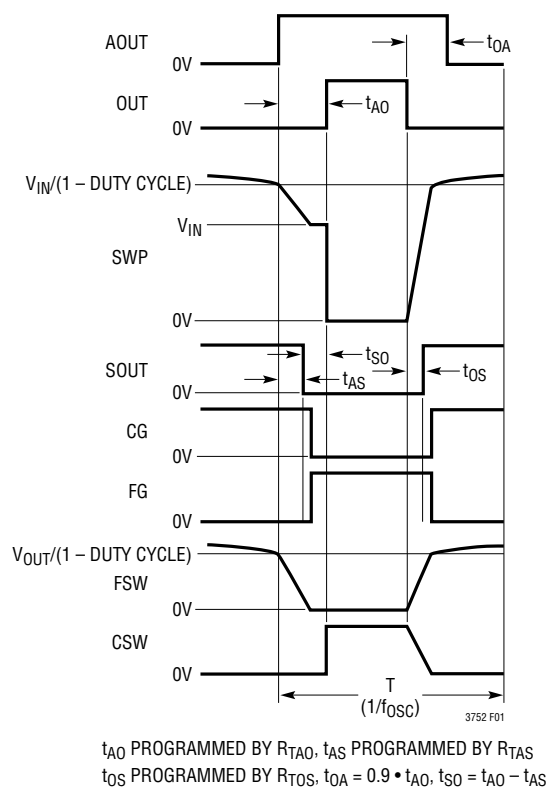 AOUT
t_OA
0V
OUT
t_AO
0V
V_IN/(1 – DUTY CYCLE)
V_IN
SWP
0V
t_SO
SOUT
t_AS
t_OS
0V
CG
0V
FG
0V
V_OUT/(1 – DUTY CYCLE)
FSW
0V
CSW
0V
T
(1/f_OSC)
3752 F01
t_AO PROGRAMMED BY R_TAO, t_AS PROGRAMMED BY R_TAS
t_OS PROGRAMMED BY R_TOS, t_OA = 0.9 • t_AO, t_SO = t_AO – t_AS